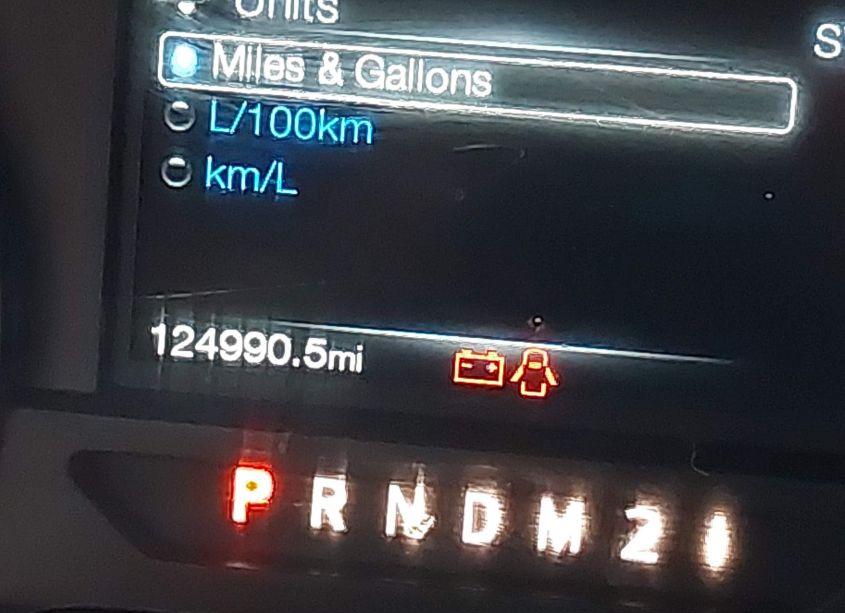 Units
Miles & Gallons
L/100km
km/L
124990.5mi
P R N D M 2 1